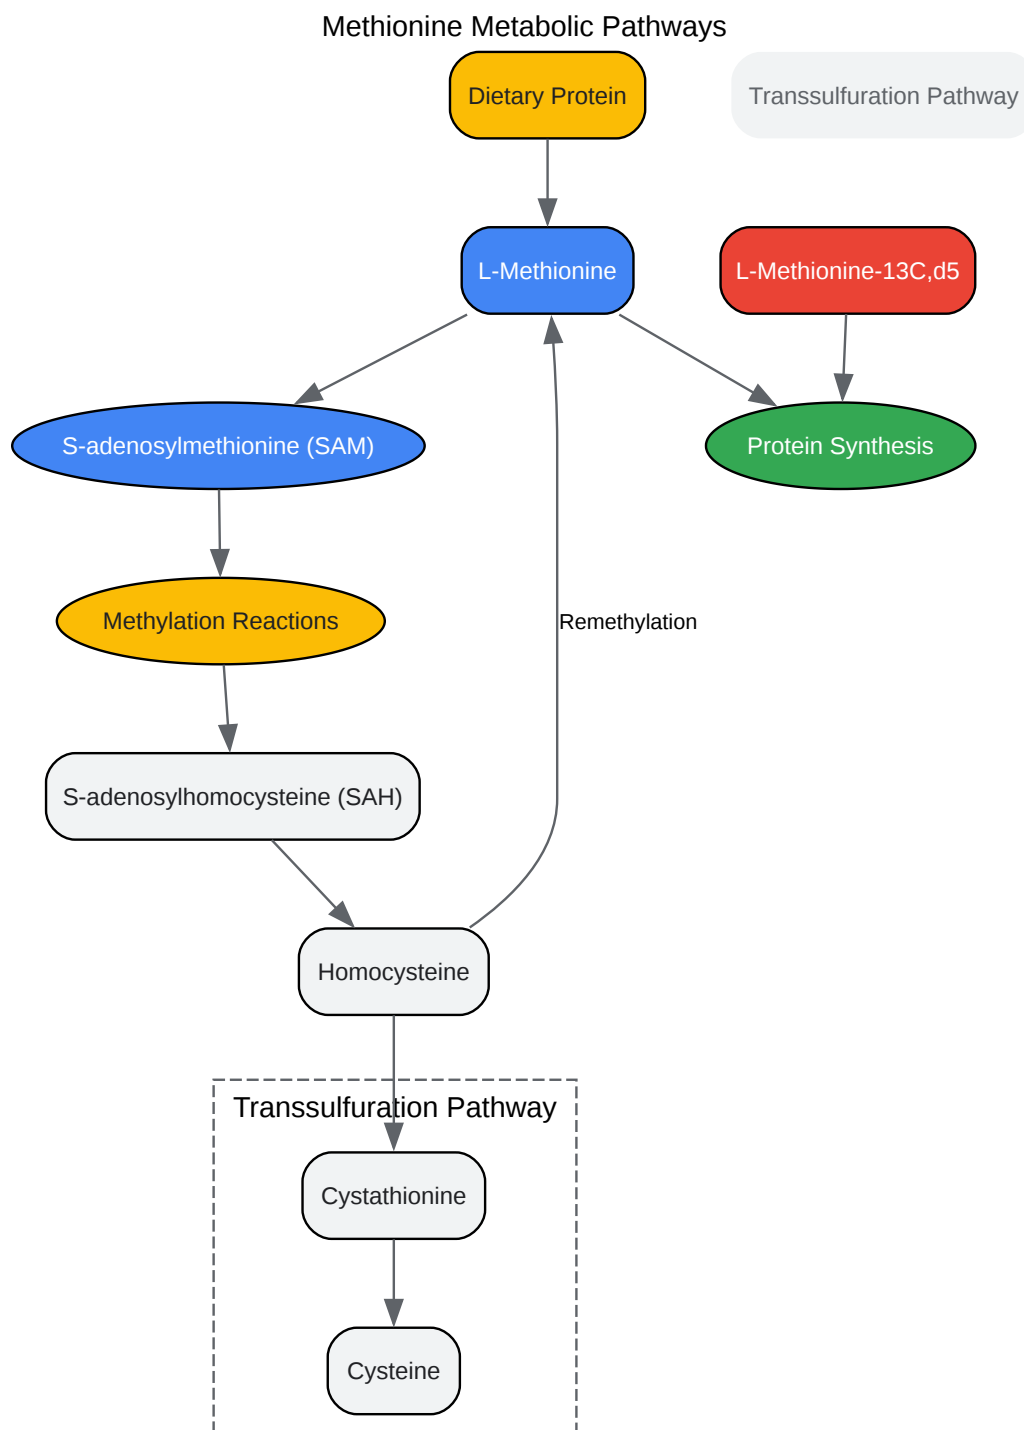 Methionine Metabolic Pathways
Dietary Protein
Transsulfuration Pathway
L-Methionine
L-Methionine-13C,d5
S-adenosylmethionine (SAM)
Protein Synthesis
Methylation Reactions
Remethylation
S-adenosylhomocysteine (SAH)
Homocysteine
Transsulfuration Pathway
Cystathionine
Cysteine